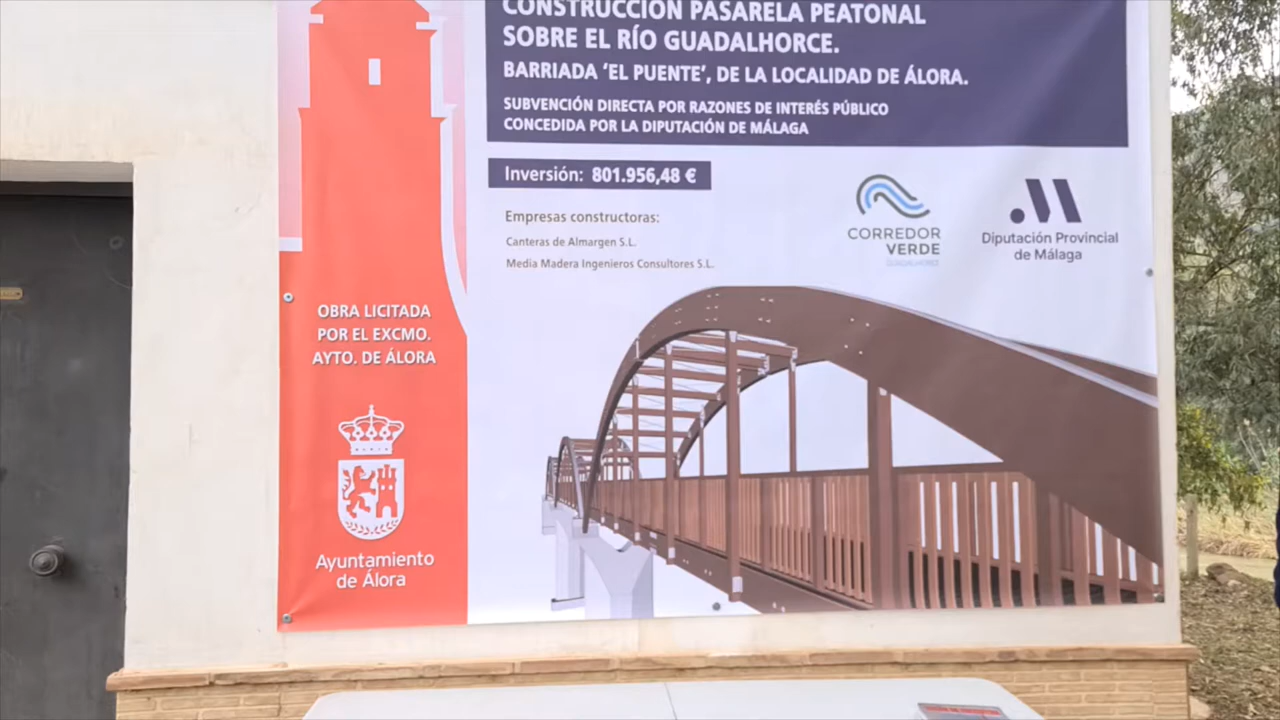 CONSTRUCCIÓN PASARELA PEATONAL
SOBRE EL RÍO GUADALHORCE.
BARRIADA 'EL PUENTE', DE LA LOCALIDAD DE ÁLORA.
SUBVENCIÓN DIRECTA POR RAZONES DE INTERÉS PÚBLICO
CONCEDIDA POR LA DIPUTACIÓN DE MÁLAGA
Inversión: 801.956,48 €
Empresas constructoras:
Canteras de Almargen S.L.
Media Madera Ingenieros Consultores S.L.
CORREDOR
VERDE
GUADALHORCE
Diputación Provincial
de Málaga
OBRA LICITADA
POR EL EXCMO.
AYTO. DE ÁLORA
Ayuntamiento
de Álora